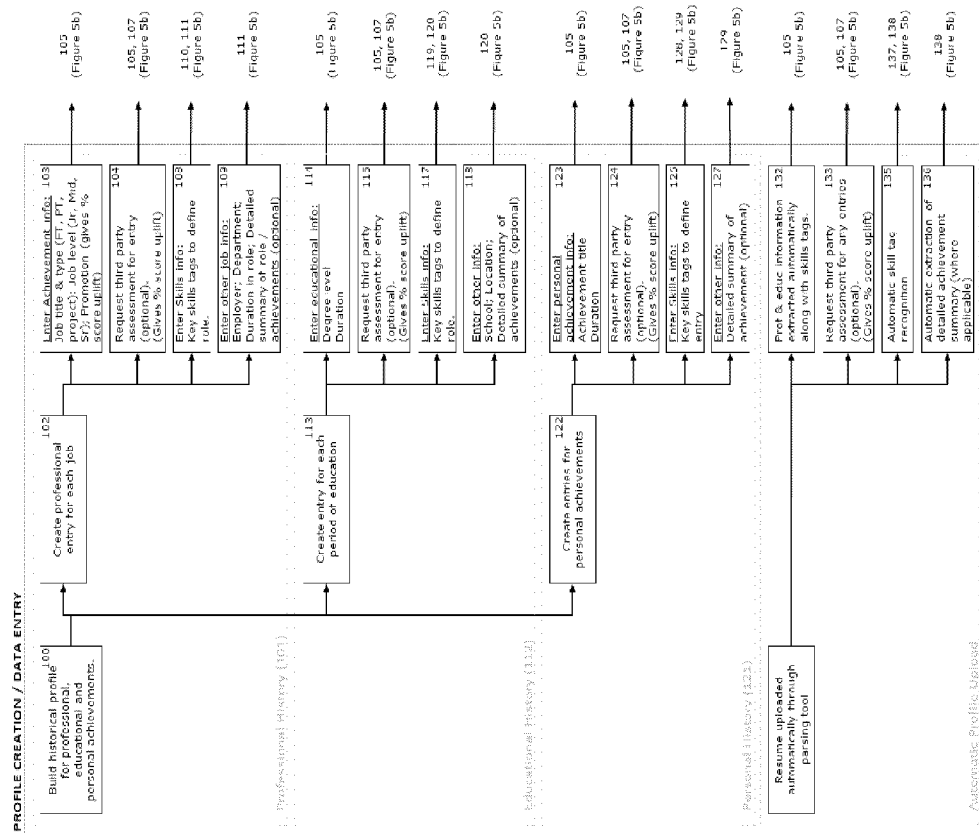 PROFILE CREATION / DATA ENTRY
100
Build historical profile
for professional,
educational and
personal achievements.
Professional History (101)
102
Create professional
entry for each job
Enter Achievement info: 103
Job title & type (FT, PT,
project); Job level (Jr, Mid,
Sr); Promotion (gives %
score uplift)
105
(Figure 5b)
104
Request third party
assessment for entry
(optional).
(Gives % score uplift)
105, 107
(Figure 5b)
108
Enter Skills info:
Key skills tags to define
role.
110, 111
(Figure 5b)
109
Enter other job info:
Employer; Department;
Duration in role; Detailed
summary of role /
achievements (optional)
111
(Figure 5b)
Educational History (112)
113
Create entry for each
period of education
114
Enter educational info:
Degree level
Duration
105
(Figure 5b)
115
Request third party
assessment for entry
(optional).
(Gives % score uplift)
105, 107
(Figure 5b)
117
Enter Skills info:
Key skills tags to define
role.
119, 120
(Figure 5b)
118
Enter other info:
School; Location;
Detailed summary of
achievements (optional)
120
(Figure 5b)
Personal History (121)
122
Create entries for
personal achievements
123
Enter personal
achievement info:
Achievement title
Duration
105
(Figure 5b)
124
Request third party
assessment for entry
(optional).
(Gives % score uplift)
105, 107
(Figure 5b)
125
Enter Skills info:
Key skills tags to define
entry
128, 129
(Figure 5b)
127
Enter other info:
Detailed summary of
achievement (optional)
129
(Figure 5b)
Automatic Profile Upload
Resume uploaded
automatically through
parsing tool
132
Prof & educ information
extracted automatically
along with skills tags.
105
(Figure 5b)
133
Request third party
assessment for any entries
(optional).
(Gives % score uplift)
105, 107
(Figure 5b)
135
Automatic skill tag
recognition
137, 138
(Figure 5b)
136
Automatic extraction of
detailed achievement
summary (where
applicable)
138
(Figure 5b)